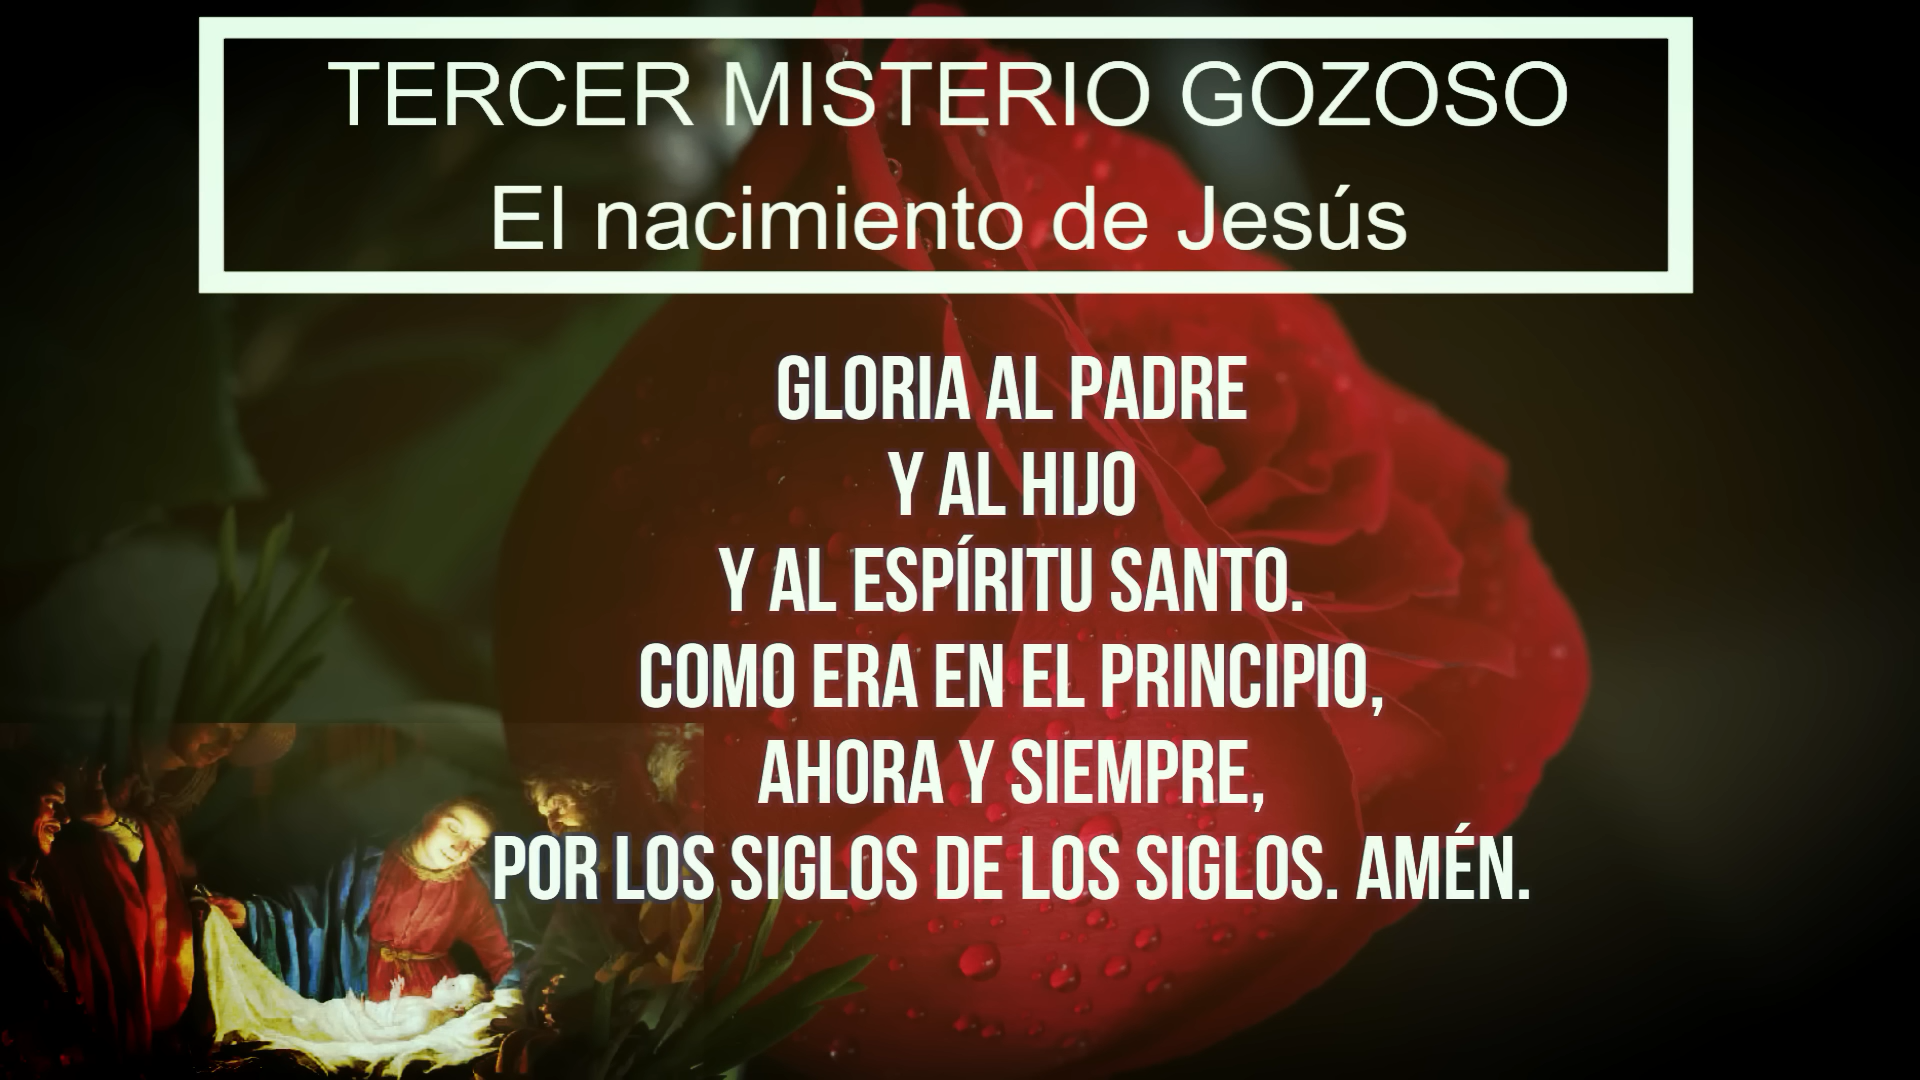 TERCER MISTERIO GOZOSO
El nacimiento de Jesús
GLORIA AL PADRE
Y AL HIJO
Y AL ESPÍRITU SANTO.
COMO ERA EN EL PRINCIPIO,
AHORA Y SIEMPRE,
POR LOS SIGLOS DE LOS SIGLOS. AMÉN.